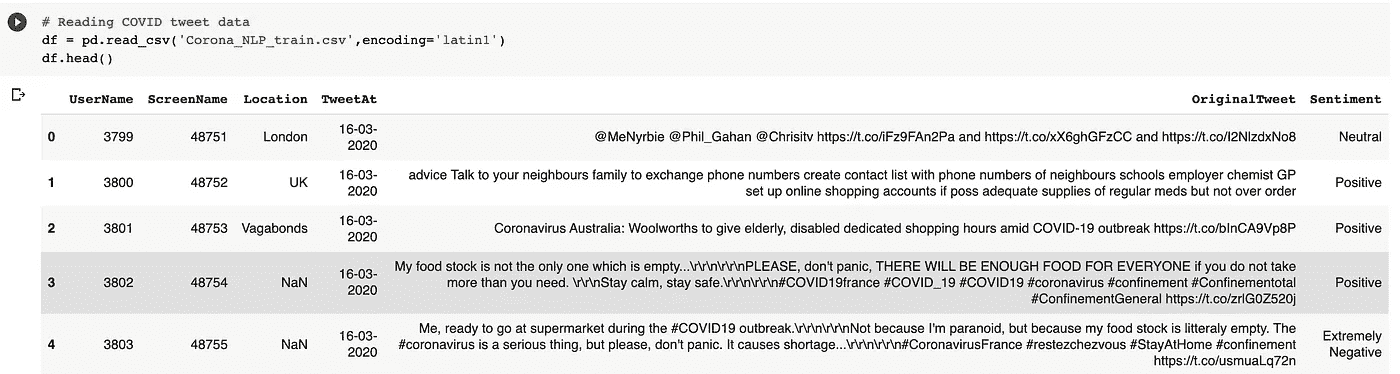 # Reading COVID tweet data
df = pd.read_csv('Corona_NLP_train.csv',encoding='latin1')
df.head()
UserName ScreenName Location TweetAt OriginalTweet Sentiment
0 3799 48751 London 16-03-2020 @MeNyrbie @Phil_Gahan @Chrisitv https://t.co/iFz9FAn2Pa and https://t.co/xX6ghGFzCC and https://t.co/I2NlzdxNo8 Neutral
1 3800 48752 UK 16-03-2020 advice Talk to your neighbours family to exchange phone numbers create contact list with phone numbers of neighbours schools employer chemist GP
set up online shopping accounts if poss adequate supplies of regular meds but not over order Positive
2 3801 48753 Vagabonds 16-03-2020 Coronavirus Australia: Woolworths to give elderly, disabled dedicated shopping hours amid COVID-19 outbreak https://t.co/bInCA9Vp8P Positive
3 3802 48754 NaN 16-03-2020 My food stock is not the only one which is empty...\r\r\n\r\r\nPLEASE, don't panic, THERE WILL BE ENOUGH FOOD FOR EVERYONE if you do not take
more than you need. \r\r\nStay calm, stay safe.\r\r\n\r\r\n#COVID19france #COVID_19 #COVID19 #coronavirus #confinement #Confinementotal
#ConfinementGeneral https://t.co/zrlG0Z520j Positive
4 3803 48755 NaN 16-03-2020 Me, ready to go at supermarket during the #COVID19 outbreak.\r\r\n\r\r\nNot because I'm paranoid, but because my food stock is litteraly empty. The
#coronavirus is a serious thing, but please, don't panic. It causes shortage...\r\r\n\r\r\n#CoronavirusFrance #restezchezvous #StayAtHome #confinement
https://t.co/usmuaLq72n Extremely Negative